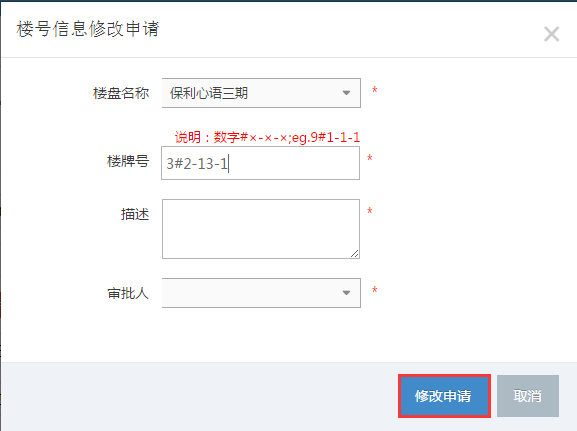 楼号信息修改申请
楼盘名称 保利心语三期 *
说明：数字#×-×-×;eg.9#1-1-1
楼牌号 3#2-13-1 *
描述 *
审批人 *
修改申请 取消